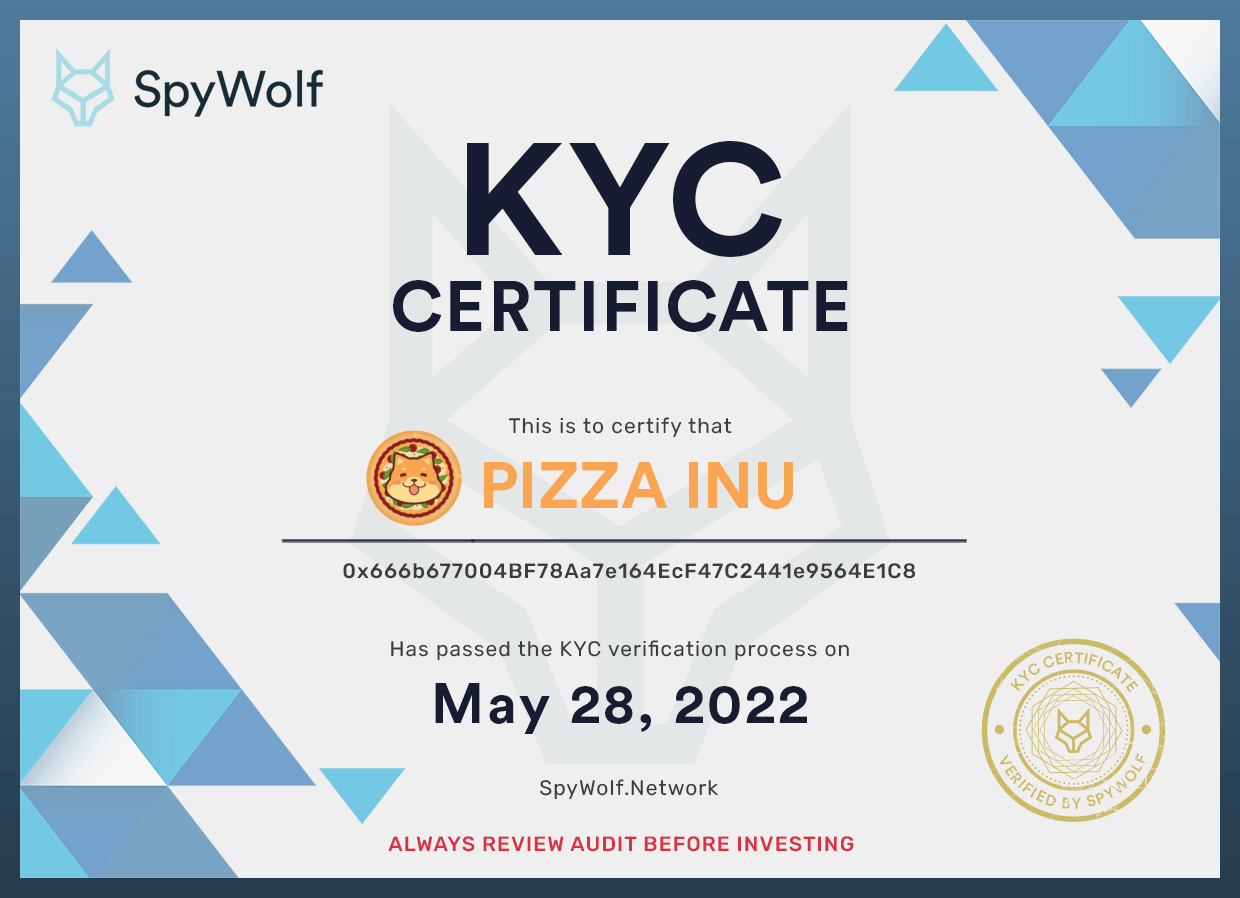 SpyWolf
KYC
CERTIFICATE
This is to certify that
PIZZA INU
0x666b677004BF78Aa7e164EcF47C2441e9564E1C8
Has passed the KYC verification process on
May 28, 2022
KYC CERTIFICATE
VERIFIED BY SPYWOLF
SpyWolf.Network
ALWAYS REVIEW AUDIT BEFORE INVESTING